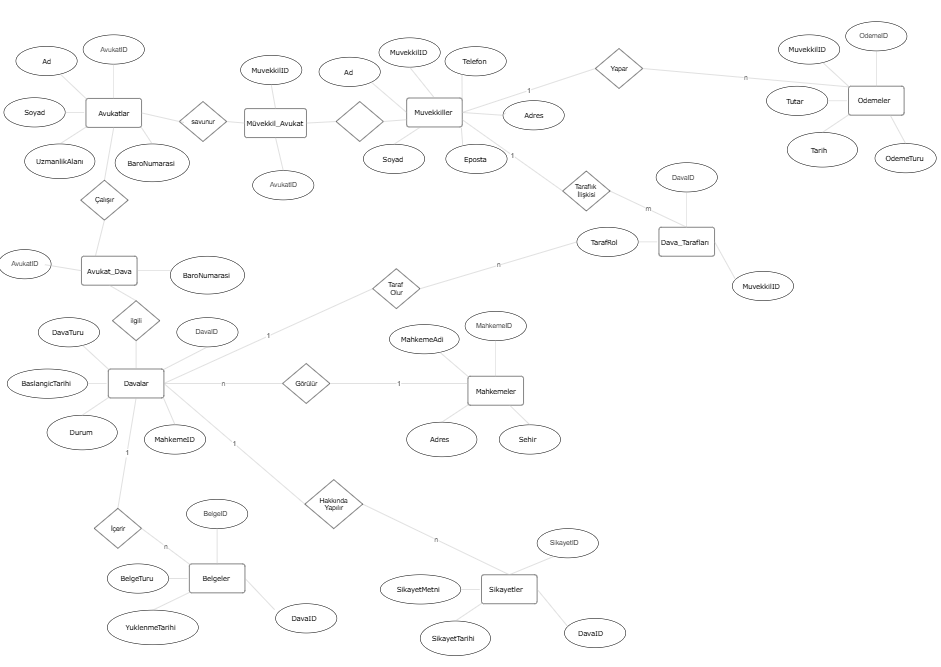 AvukatID
Ad
Soyad
Avukatlar
UzmanlikAlanı
BaroNumarasi
savunur
MuvekkilID
Müvekkil_Avukat
AvukatID
Ad
MuvekkilID
Telefon
Muvekkiller
Adres
Soyad
Eposta
1
Yapar
n
MuvekkilID
OdemeID
Tutar
Odemeler
Tarih
OdemeTuru
1
Taraflık
İlişkisi
m
DavaID
TarafRol
Dava_Tarafları
MuvekkilID
Çalışır
AvukatID
Avukat_Dava
BaroNumarasi
ilgili
Taraf
Olur
n
1
DavaTuru
DavaID
BaslangicTarihi
Davalar
Durum
MahkemeID
n
Görülür
1
MahkemeAdi
MahkemeID
Mahkemeler
Adres
Sehir
1
1
Hakkında
Yapılır
n
İçerir
n
BelgeID
BelgeTuru
Belgeler
YuklenmeTarihi
DavaID
SikayetID
SikayetMetni
Sikayetler
SikayetTarihi
DavaID